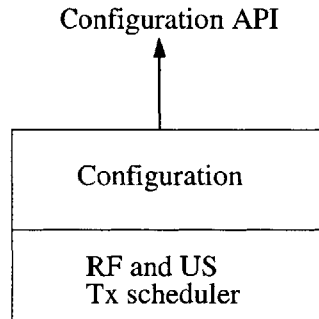 Configuration API
Configuration
RF and US
Tx scheduler